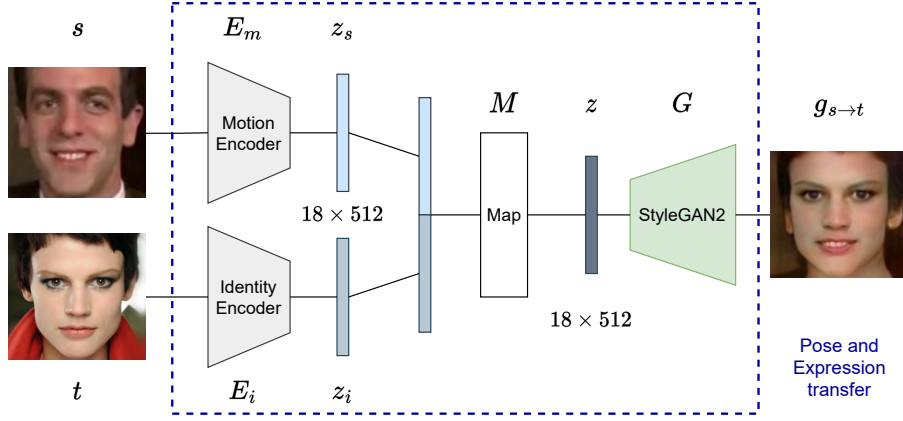 s
E_m
z_s
M
z
G
g_{s→t}
Motion
Encoder
18 × 512
Map
StyleGAN2
Identity
Encoder
18 × 512
t
E_i
z_i
Pose and
Expression
transfer